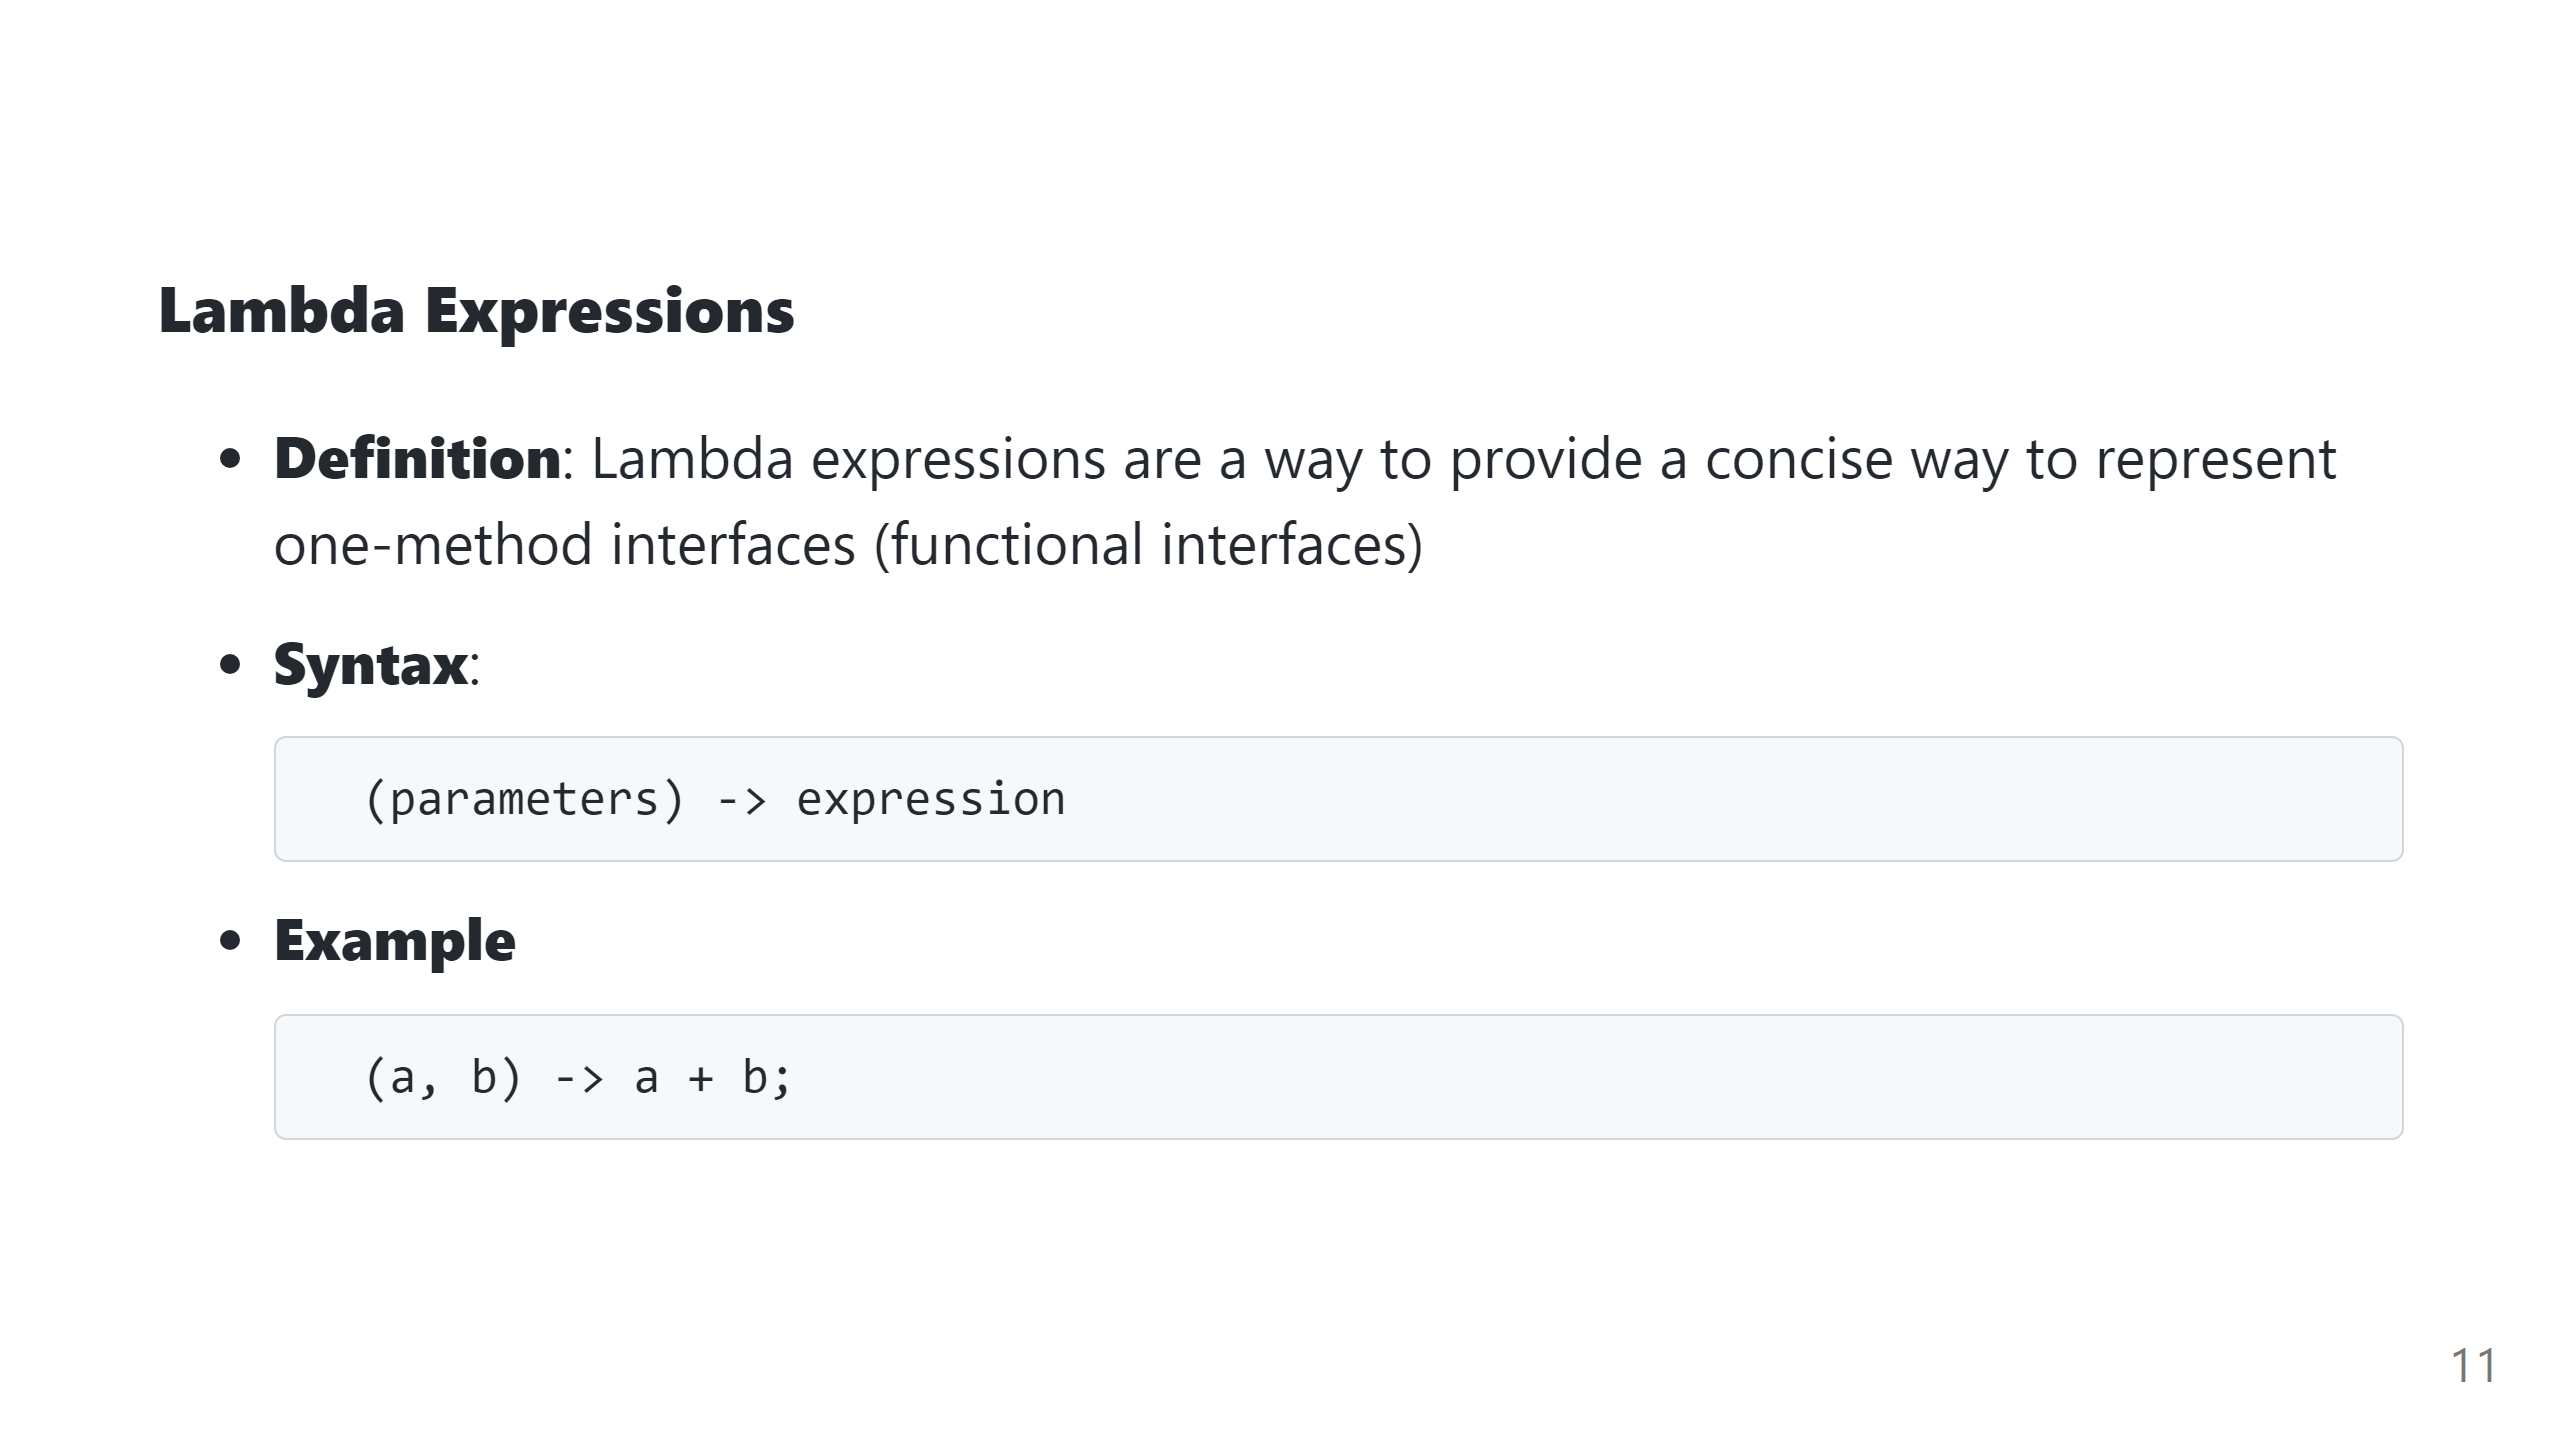 Lambda Expressions
• Definition: Lambda expressions are a way to provide a concise way to represent
one-method interfaces (functional interfaces)
• Syntax:
(parameters) -> expression
• Example
(a, b) -> a + b;
11